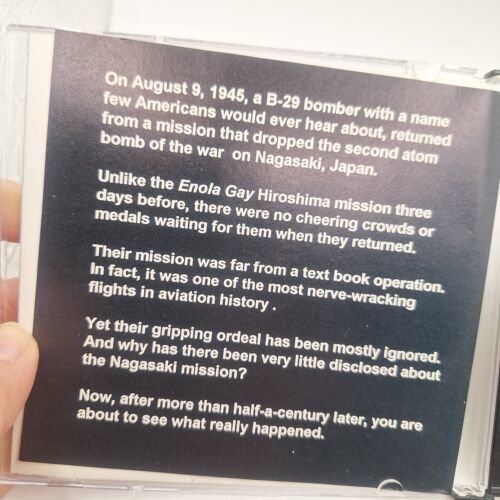 On August 9, 1945, a B-29 bomber with a name
few Americans would ever hear about, returned
from a mission that dropped the second atom
bomb of the war on Nagasaki, Japan.
Unlike the Enola Gay Hiroshima mission three
days before, there were no cheering crowds or
medals waiting for them when they returned.
Their mission was far from a text book operation.
In fact, it was one of the most nerve-wracking
flights in aviation history .
Yet their gripping ordeal has been mostly ignored.
And why has there been very little disclosed about
the Nagasaki mission?
Now, after more than half-a-century later, you are
about to see what really happened.